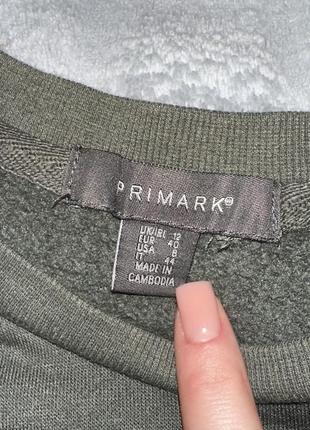 PRIMARK®
UK/IRL 12
EUR 40
USA 8
IT 44
MADE IN
CAMBODIA